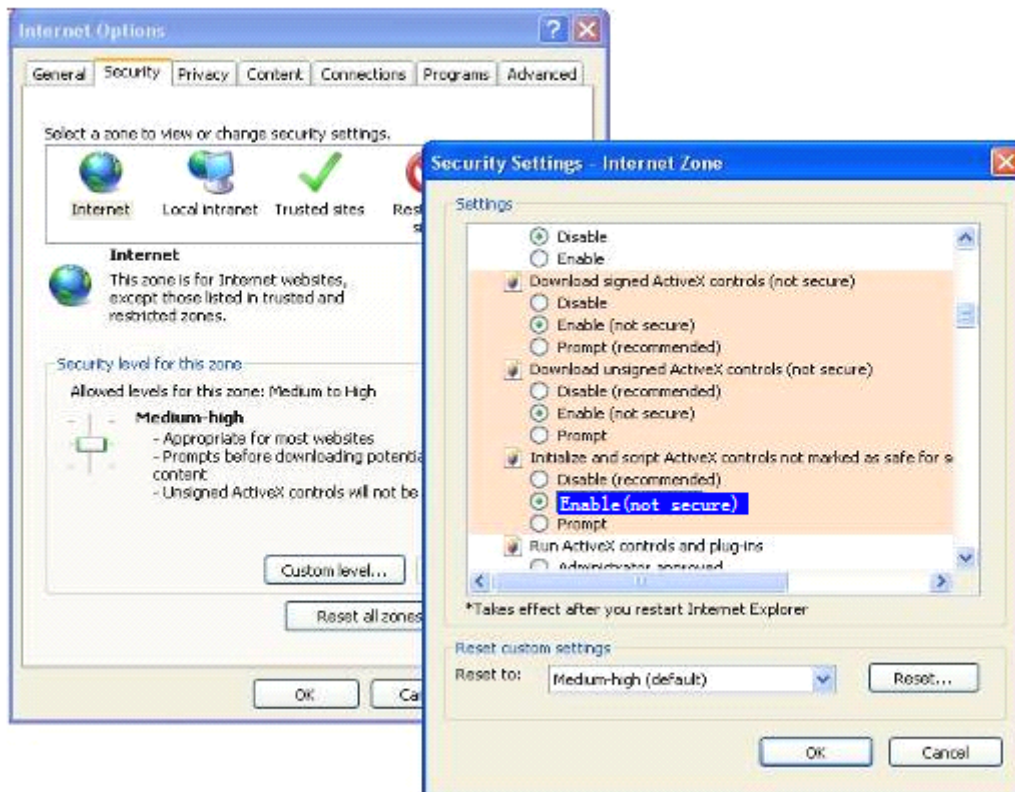 Internet Options
General Security Privacy Content Connections Programs Advanced
Select a zone to view or change security settings.
Internet Local intranet Trusted sites
Internet
This zone is for Internet websites,
except those listed in trusted and
restricted zones.
Security level for this zone
Allowed levels for this zone: Medium to High
Medium-high
- Appropriate for most websites
- Prompts before downloading
content
- Unsigned ActiveX controls will not be
Custom level...
Reset all zones
OK
Security Settings - Internet Zone
Settings
Disable
Enable
Download signed ActiveX controls (not secure)
Disable
Enable (not secure)
Prompt (recommended)
Download unsigned ActiveX controls (not secure)
Disable (recommended)
Enable (not secure)
Prompt
Initialize and script ActiveX controls not marked as safe for s
Disable (recommended)
Enable(not secure)
Prompt
Run ActiveX controls and plug-ins
Administrator approved
*Takes effect after you restart Internet Explorer
Reset custom settings
Reset to: Medium-high (default) Reset...
OK Cancel